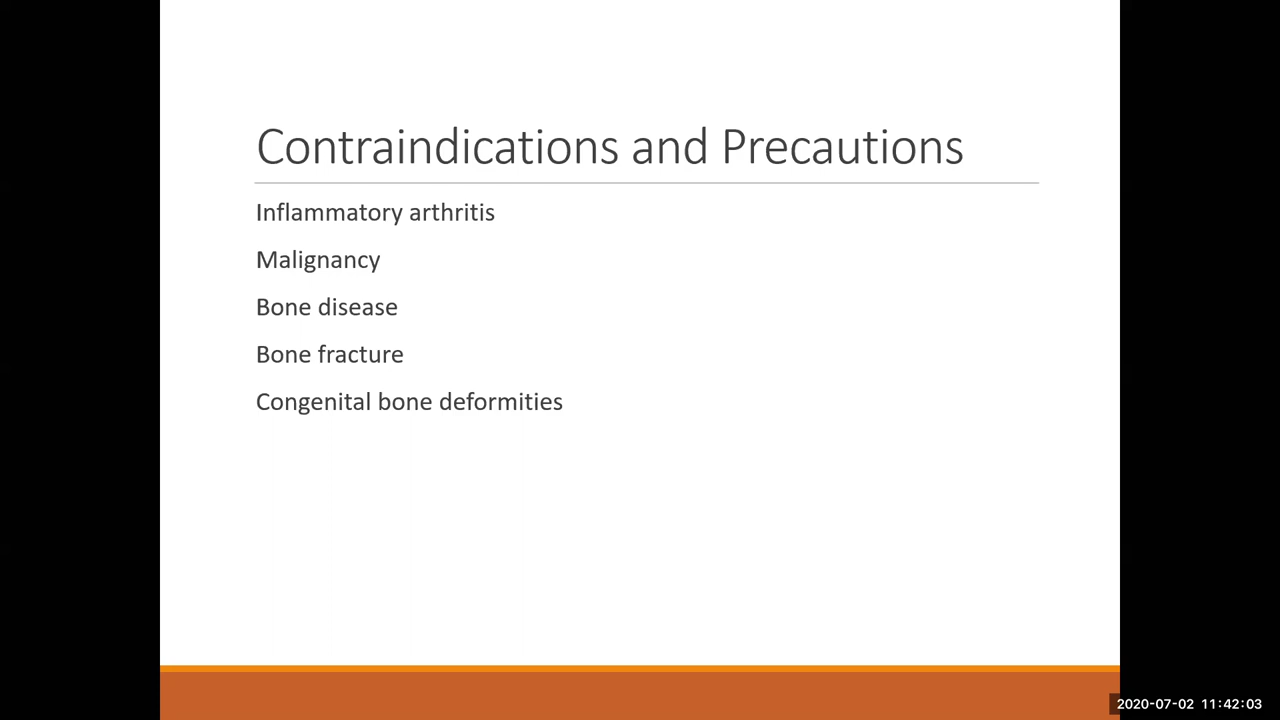 Contraindications and Precautions
Inflammatory arthritis
Malignancy
Bone disease
Bone fracture
Congenital bone deformities
2020-07-02 11:42:03